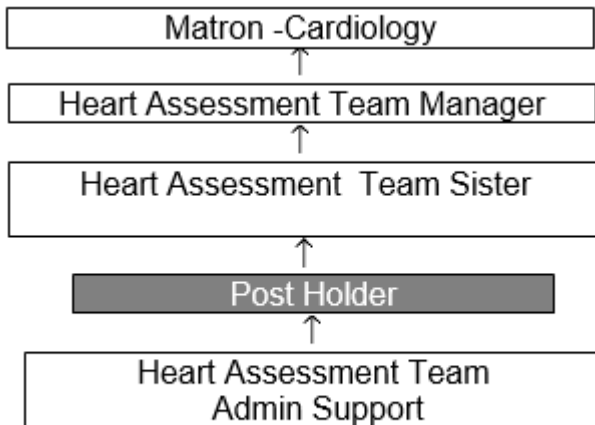 Matron -Cardiology
Heart Assessment Team Manager
Heart Assessment  Team Sister
Post Holder
Heart Assessment Team
Admin Support